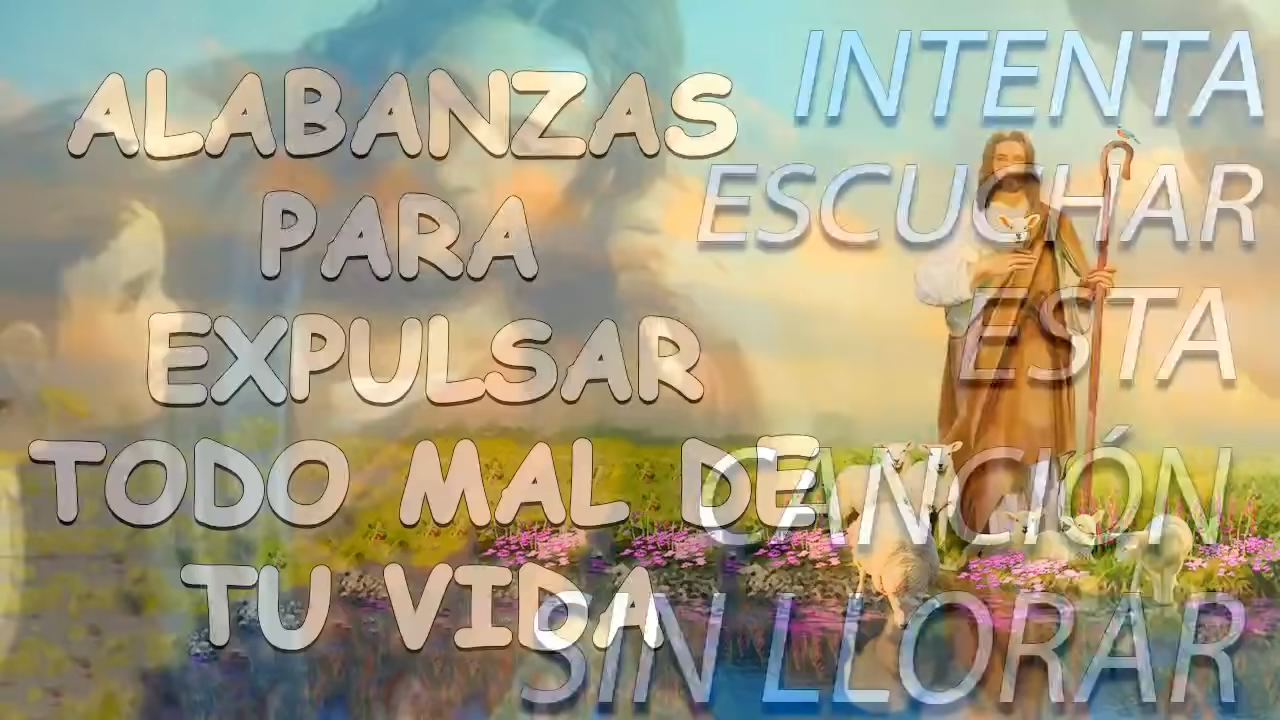 ALABANZAS
PARA
EXPULSAR
TODO MAL DE
TU VIDA
INTENTA
ESCUCHAR
ESTA
CANCIÓN
SIN LLORAR